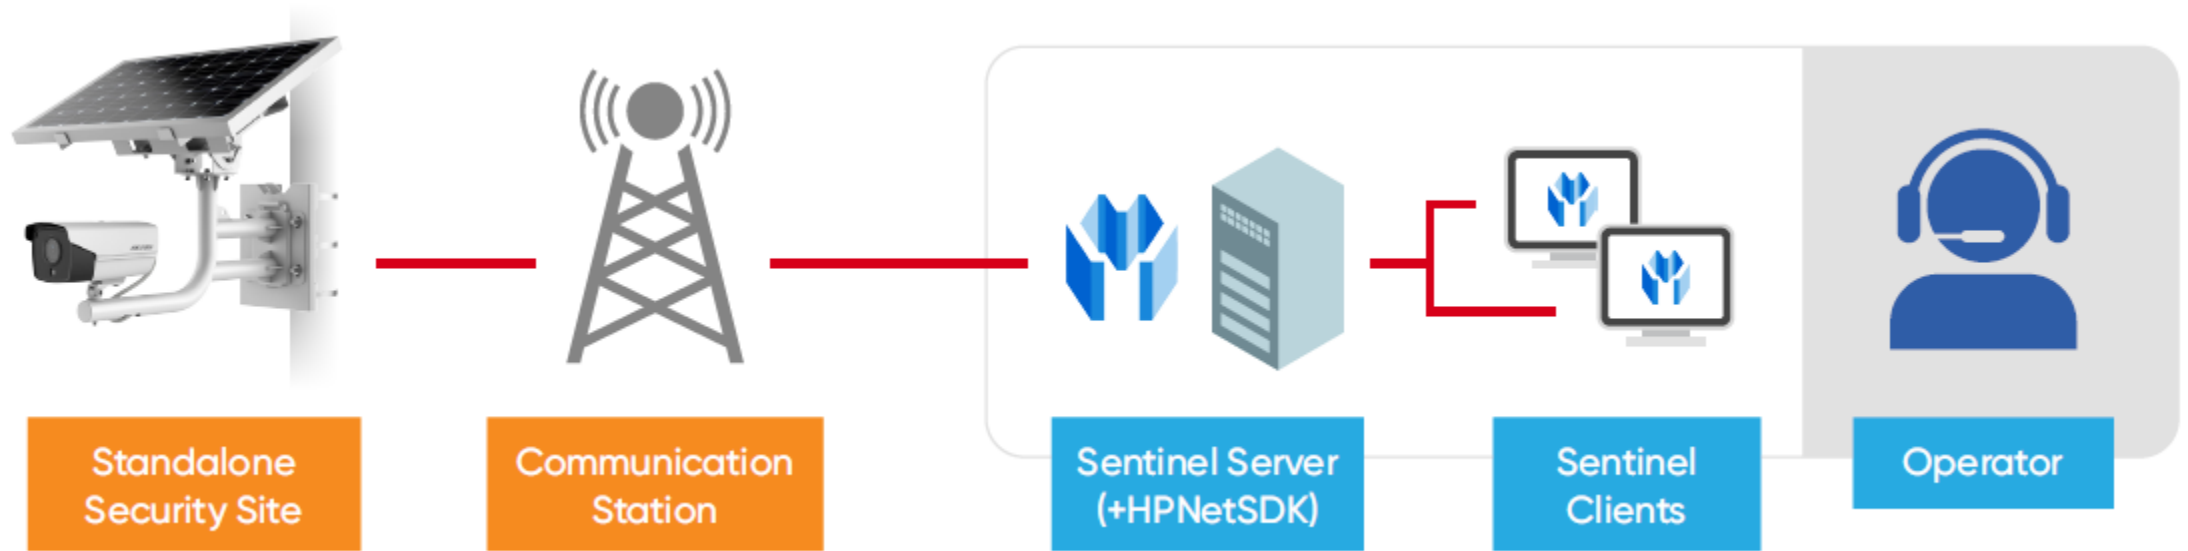 Standalone
Security Site
Communication
Station
Sentinel Server
(+HPNetSDK)
Sentinel
Clients
Operator